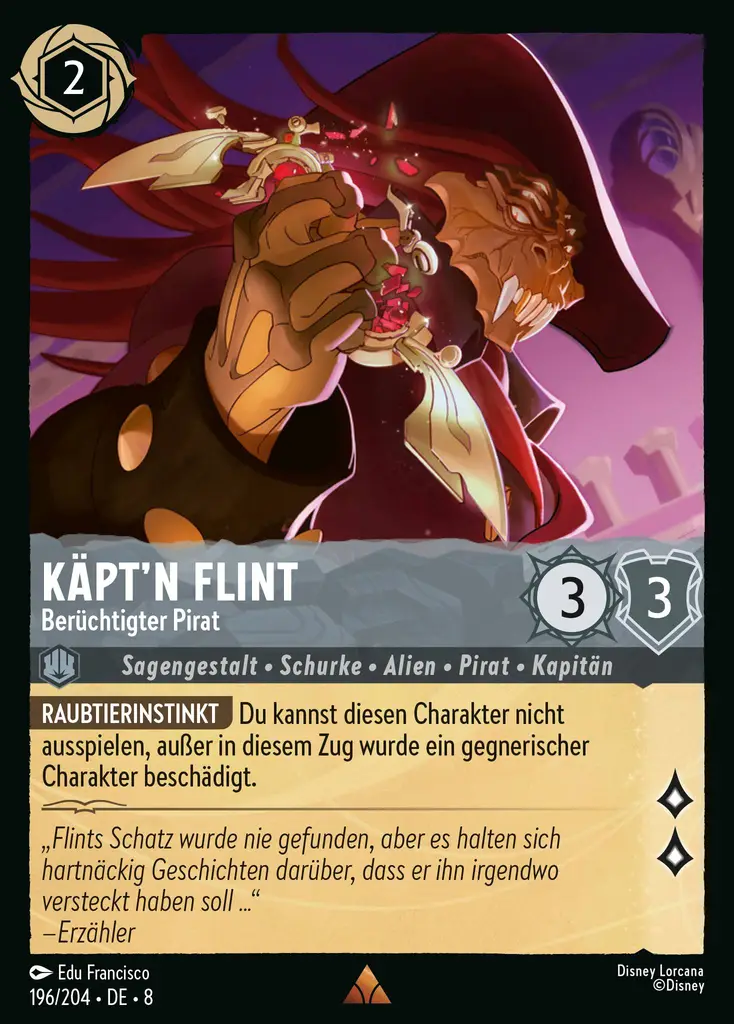 2
KÄPT'N FLINT
Berüchtigter Pirat
3
3
Sagengestalt • Schurke • Alien • Pirat • Kapitän
RAUBTIERINSTINKT Du kannst diesen Charakter nicht
ausspielen, außer in diesem Zug wurde ein gegnerischer
Charakter beschädigt.
„Flints Schatz wurde nie gefunden, aber es halten sich
hartnäckig Geschichten darüber, dass er ihn irgendwo
versteckt haben soll ...“
—Erzähler
Edu Francisco
196/204 • DE • 8
Disney Lorcana
©Disney